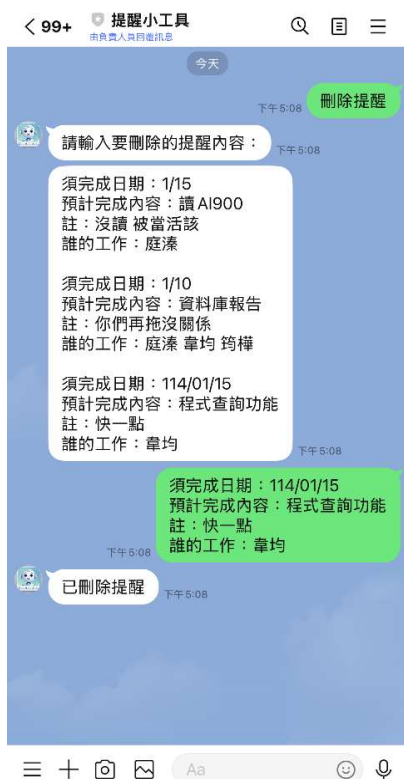 99+
提醒小工具
由負責人員回應訊息
今天
刪除提醒
下午5:08
請輸入要刪除的提醒內容：
下午5:08
須完成日期：1/15
預計完成內容：讀AI900
註：沒讀 被當活該
誰的工作：庭溱
須完成日期：1/10
預計完成內容：資料庫報告
註：你們再拖沒關係
誰的工作：庭溱 韋均 筠樺
須完成日期：114/01/15
預計完成內容：程式查詢功能
註：快一點
誰的工作：韋均
下午5:08
須完成日期：114/01/15
預計完成內容：程式查詢功能
註：快一點
誰的工作：韋均
下午5:08
已刪除提醒
下午5:08
Aa